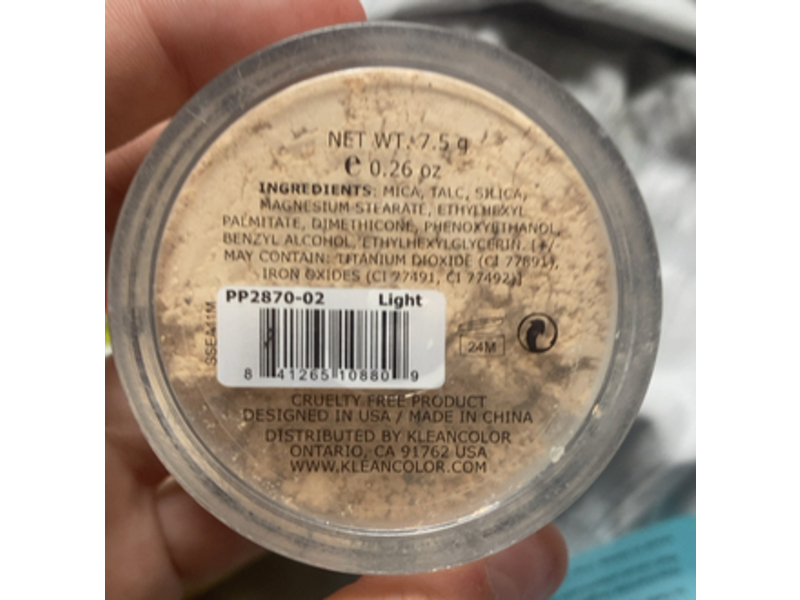 NET WT. 7.5 g
e 0.26 oz
INGREDIENTS: MICA, TALC, SILICA,
MAGNESIUM STEARATE, ETHYLHEXYL
PALMITATE, DIMETHICONE, PHENOXYETHANOL,
BENZYL ALCOHOL, ETHYLHEXYLGLYCERIN. [+/-
MAY CONTAIN: TITANIUM DIOXIDE (CI 77891),
IRON OXIDES (CI 77491, CI 77492)]
PP2870-02 Light
8 41265 10880 9
24M
CRUELTY FREE PRODUCT
DESIGNED IN USA / MADE IN CHINA
DISTRIBUTED BY KLEANCOLOR
ONTARIO, CA 91762 USA
WWW.KLEANCOLOR.COM